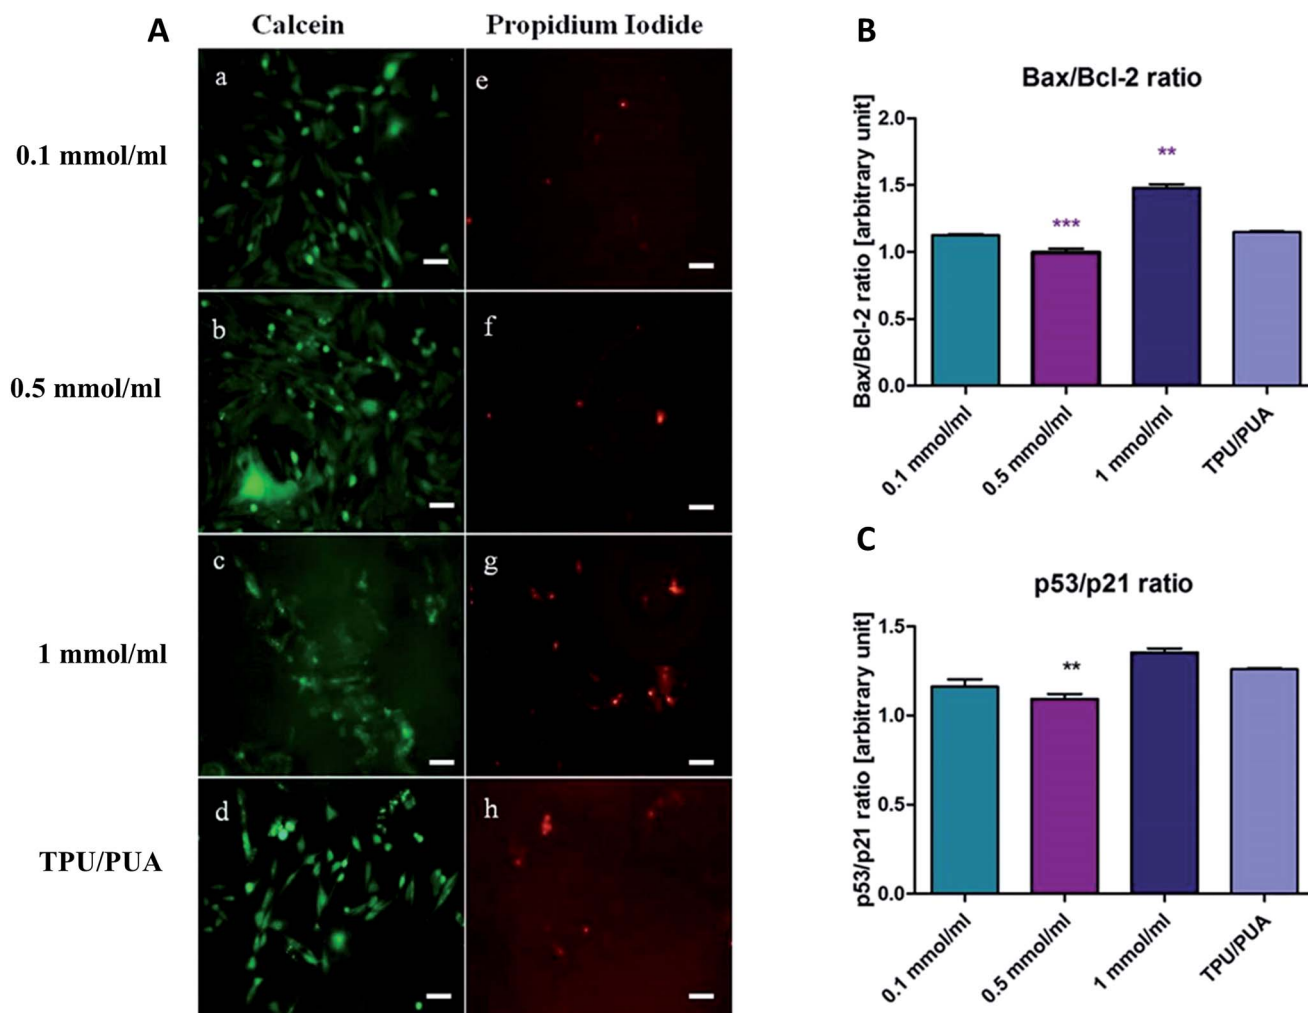 A
Calcein
Propidium Iodide
0.1 mmol/ml
a
e
0.5 mmol/ml
b
f
1 mmol/ml
c
g
TPU/PUA
d
h
B
Bax/Bcl-2 ratio
Bax/Bcl-2 ratio [arbitrary unit]
2.0
1.5
1.0
0.5
0.0
***
**
0.1 mmol/ml
0.5 mmol/ml
1 mmol/ml
TPU/PUA
C
p53/p21 ratio
p53/p21 ratio [arbitrary unit]
1.5
1.0
0.5
0.0
**
0.1 mmol/ml
0.5 mmol/ml
1 mmol/ml
TPU/PUA